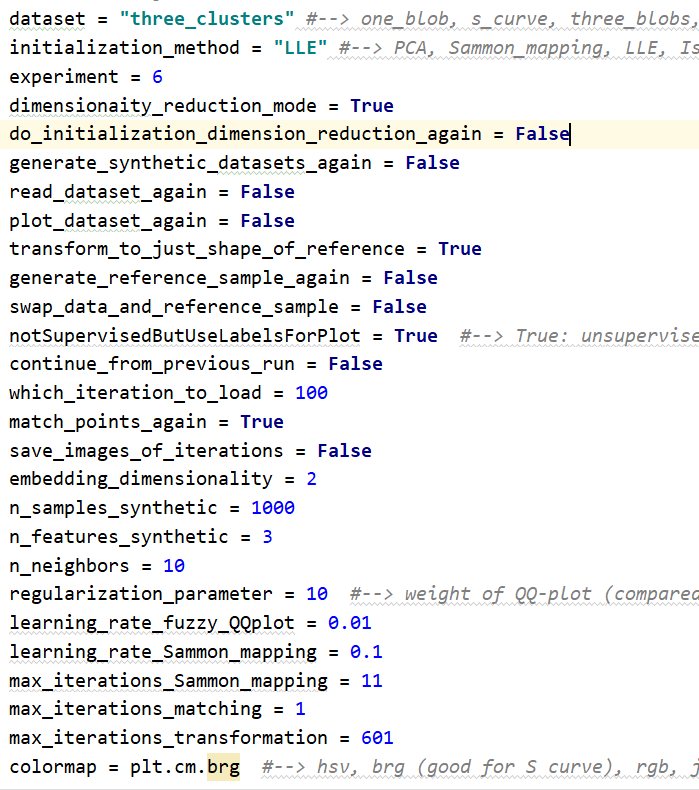 dataset = "three_clusters" #--> one_blob, s_curve, three_blobs,
initialization_method = "LLE" #--> PCA, Sammon_mapping, LLE, Is
experiment = 6
dimensionaity_reduction_mode = True
do_initialization_dimension_reduction_again = False
generate_synthetic_datasets_again = False
read_dataset_again = False
plot_dataset_again = False
transform_to_just_shape_of_reference = True
generate_reference_sample_again = False
swap_data_and_reference_sample = False
notSupervisedButUseLabelsForPlot = True  #--> True: unsupervise
continue_from_previous_run = False
which_iteration_to_load = 100
match_points_again = True
save_images_of_iterations = False
embedding_dimensionality = 2
n_samples_synthetic = 1000
n_features_synthetic = 3
n_neighbors = 10
regularization_parameter = 10  #--> weight of QQ-plot (compared
learning_rate_fuzzy_QQplot = 0.01
learning_rate_Sammon_mapping = 0.1
max_iterations_Sammon_mapping = 11
max_iterations_matching = 1
max_iterations_transformation = 601
colormap = plt.cm.brg  #--> hsv, brg (good for S curve), rgb, j